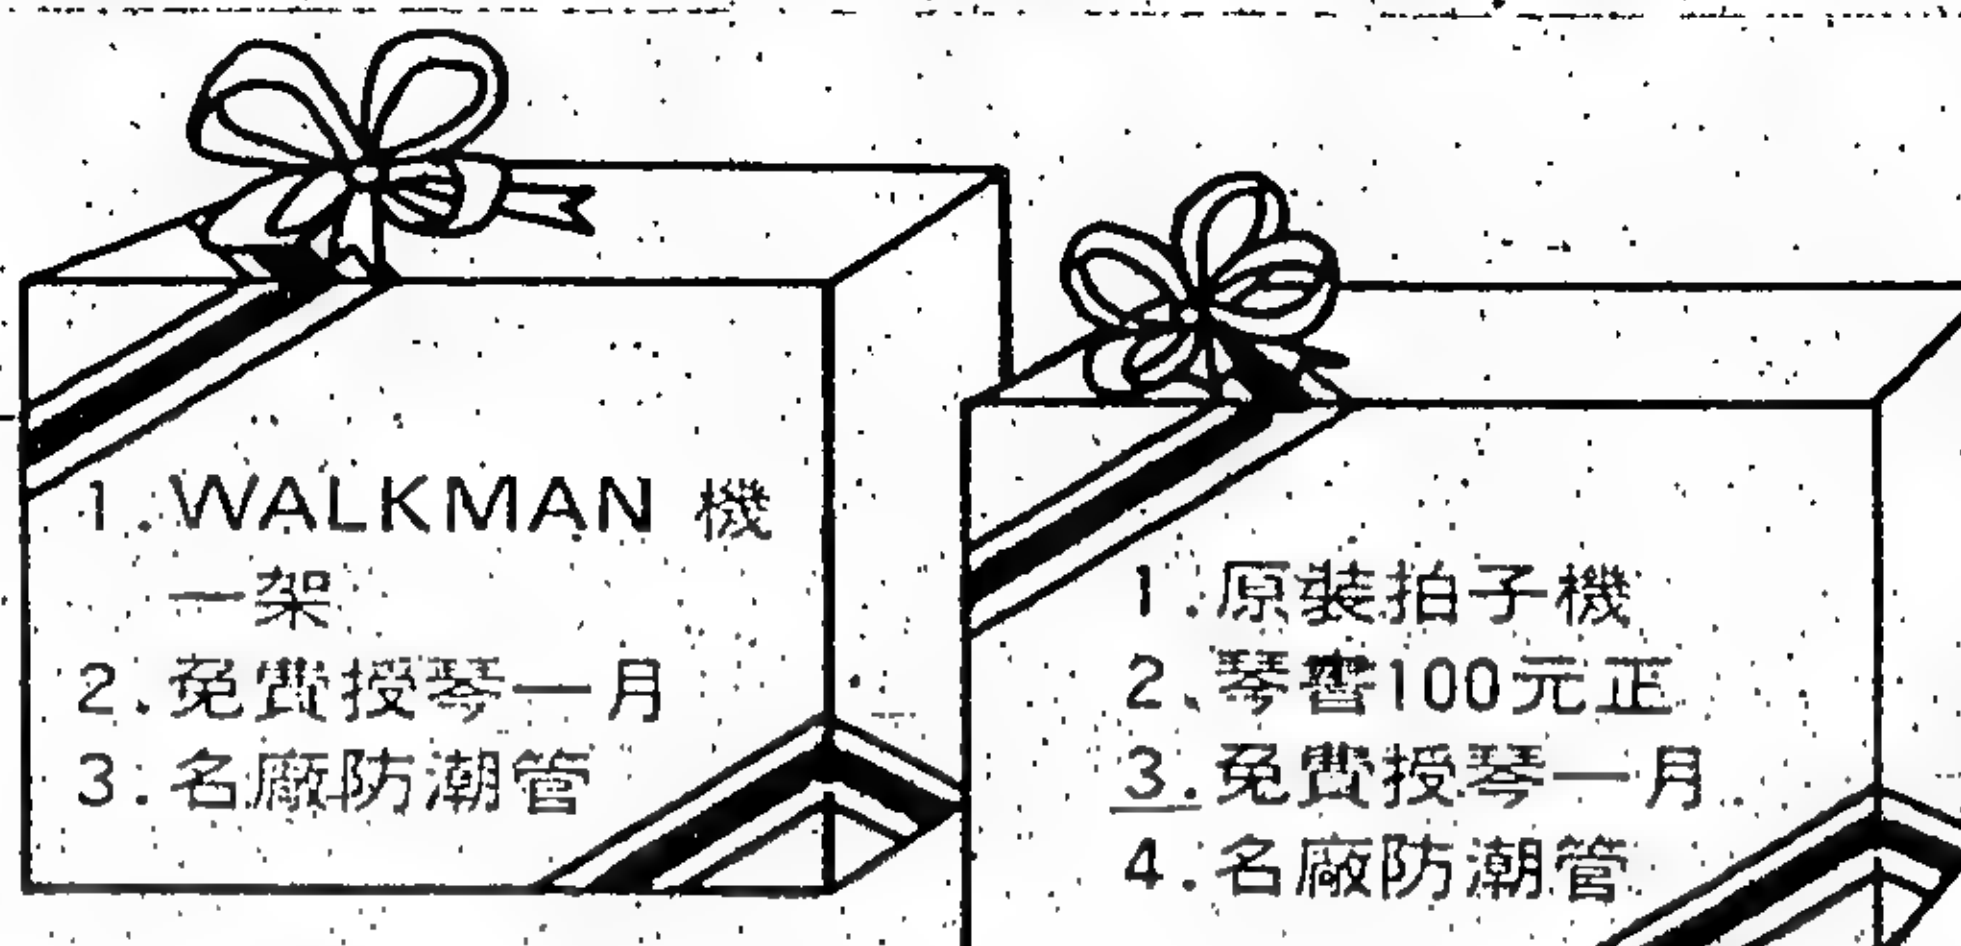 1. WALKMAN 機
一架
2. 免費授琴一月
3. 名廠防潮管
1. 原裝拍子機
2. 琴書100元正
3. 免費授琴一月
4. 名廠防潮管